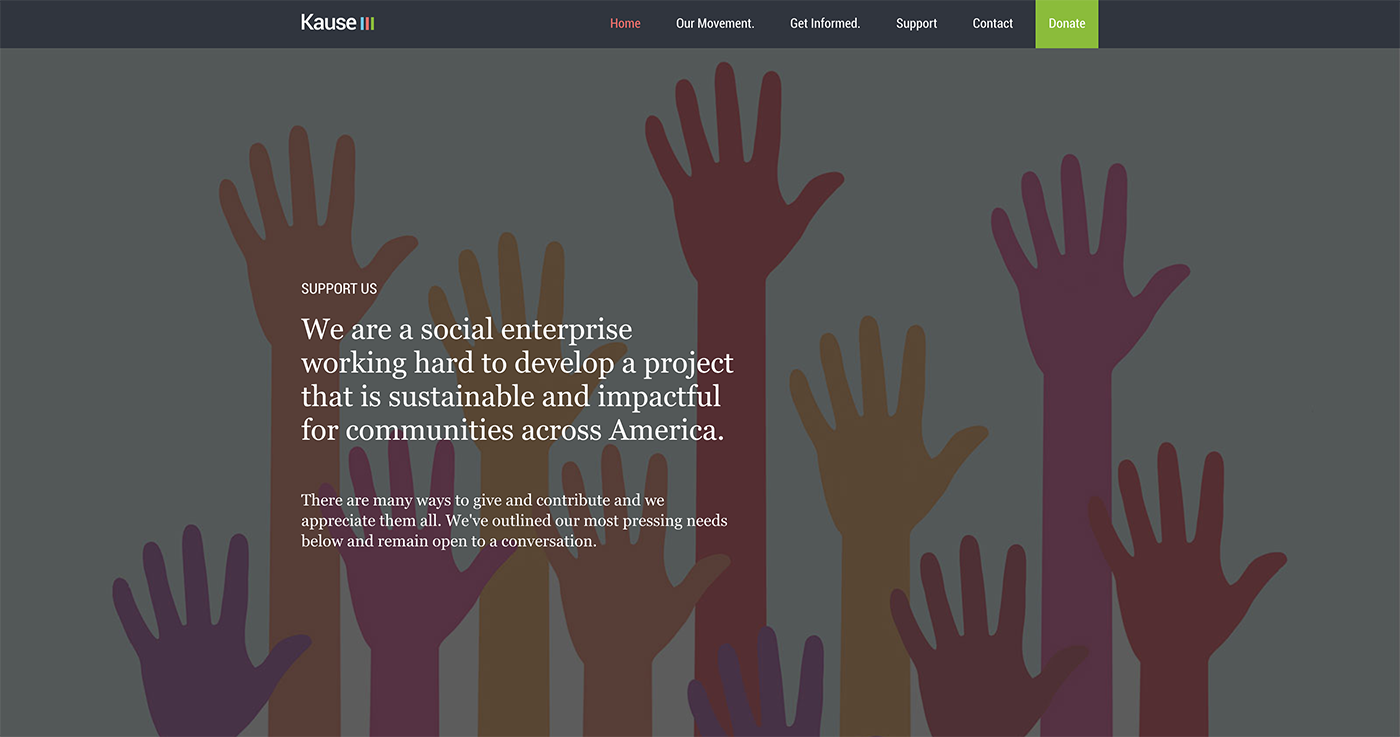 Kause
Home Our Movement. Get Informed. Support Contact Donate
SUPPORT US
We are a social enterprise
working hard to develop a project
that is sustainable and impactful
for communities across America.
There are many ways to give and contribute and we
appreciate them all. We've outlined our most pressing needs
below and remain open to a conversation.